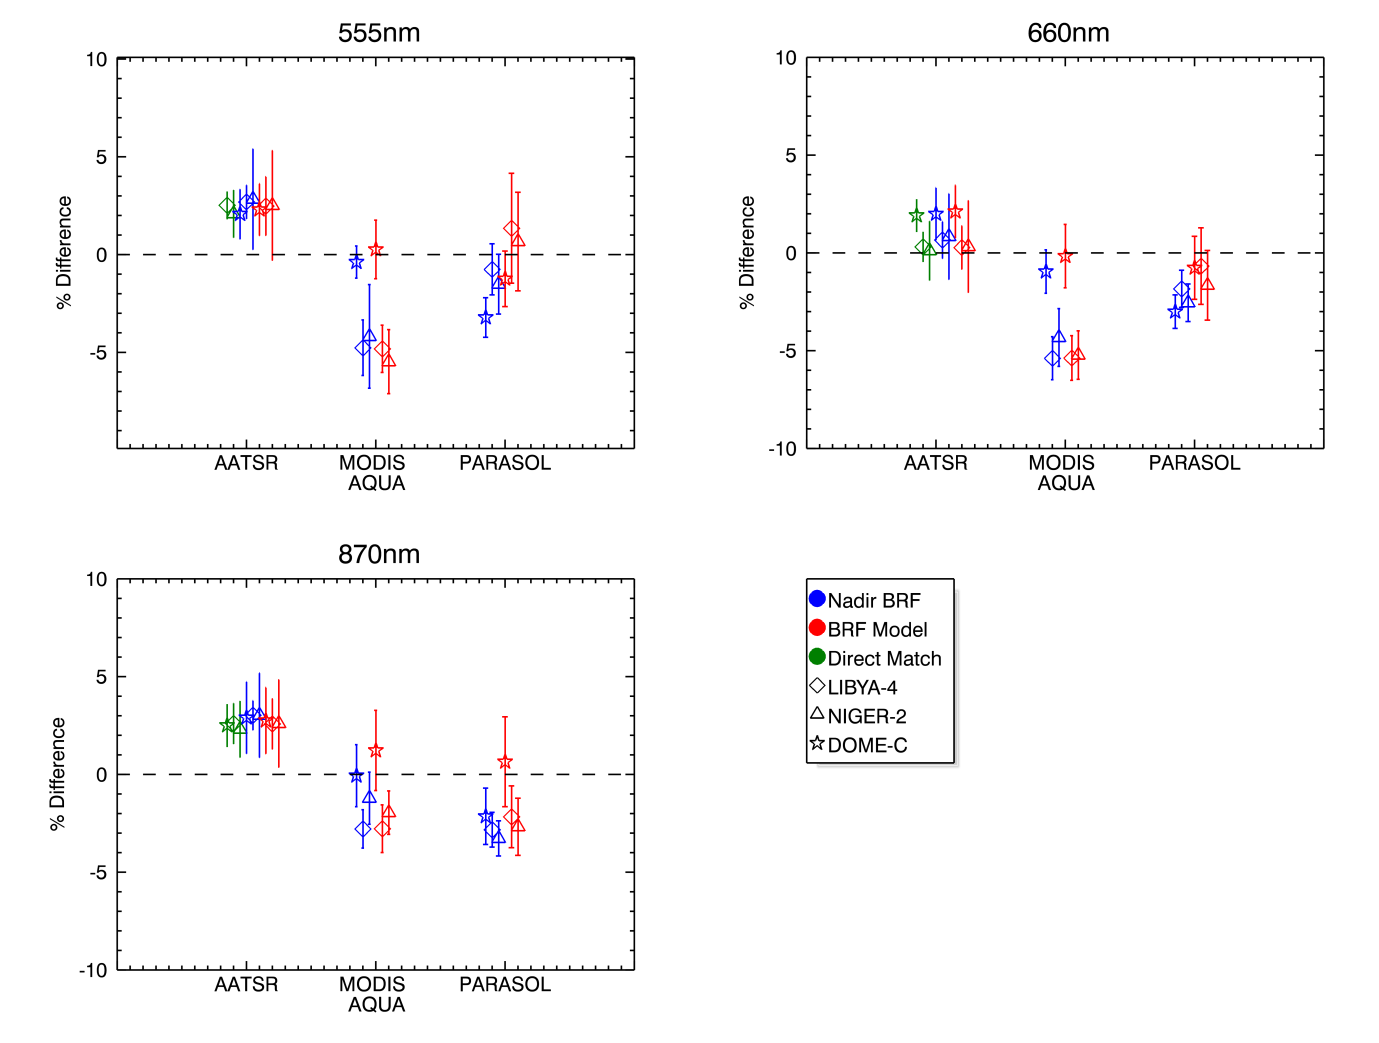 555nm
10
5
0
-5
% Difference
AATSR
MODIS
AQUA
PARASOL
660nm
10
5
0
-5
-10
% Difference
AATSR
MODIS
AQUA
PARASOL
870nm
10
5
0
-5
-10
% Difference
AATSR
MODIS
AQUA
PARASOL
Nadir BRF
BRF Model
Direct Match
LIBYA-4
NIGER-2
DOME-C